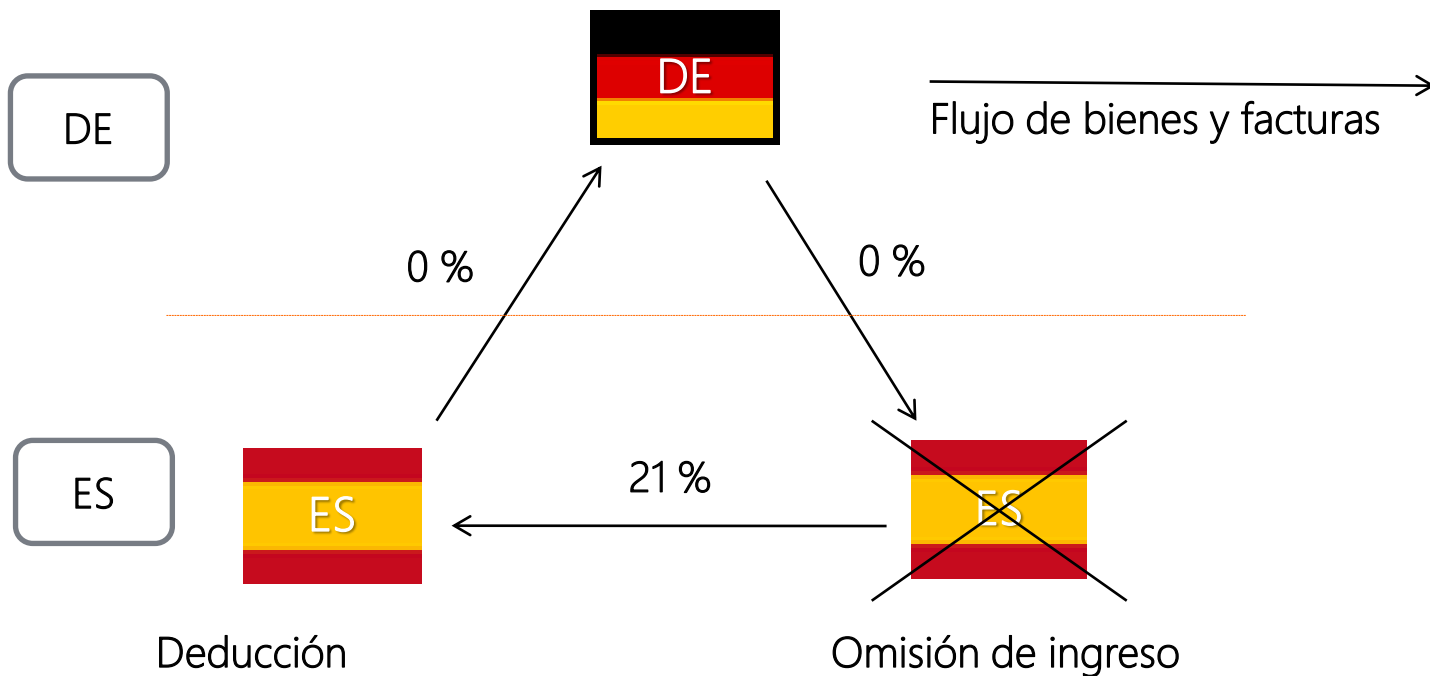 DE
DE
Flujo de bienes y facturas
0 %
0 %
ES
ES
21 %
ES
Deducción
Omisión de ingreso